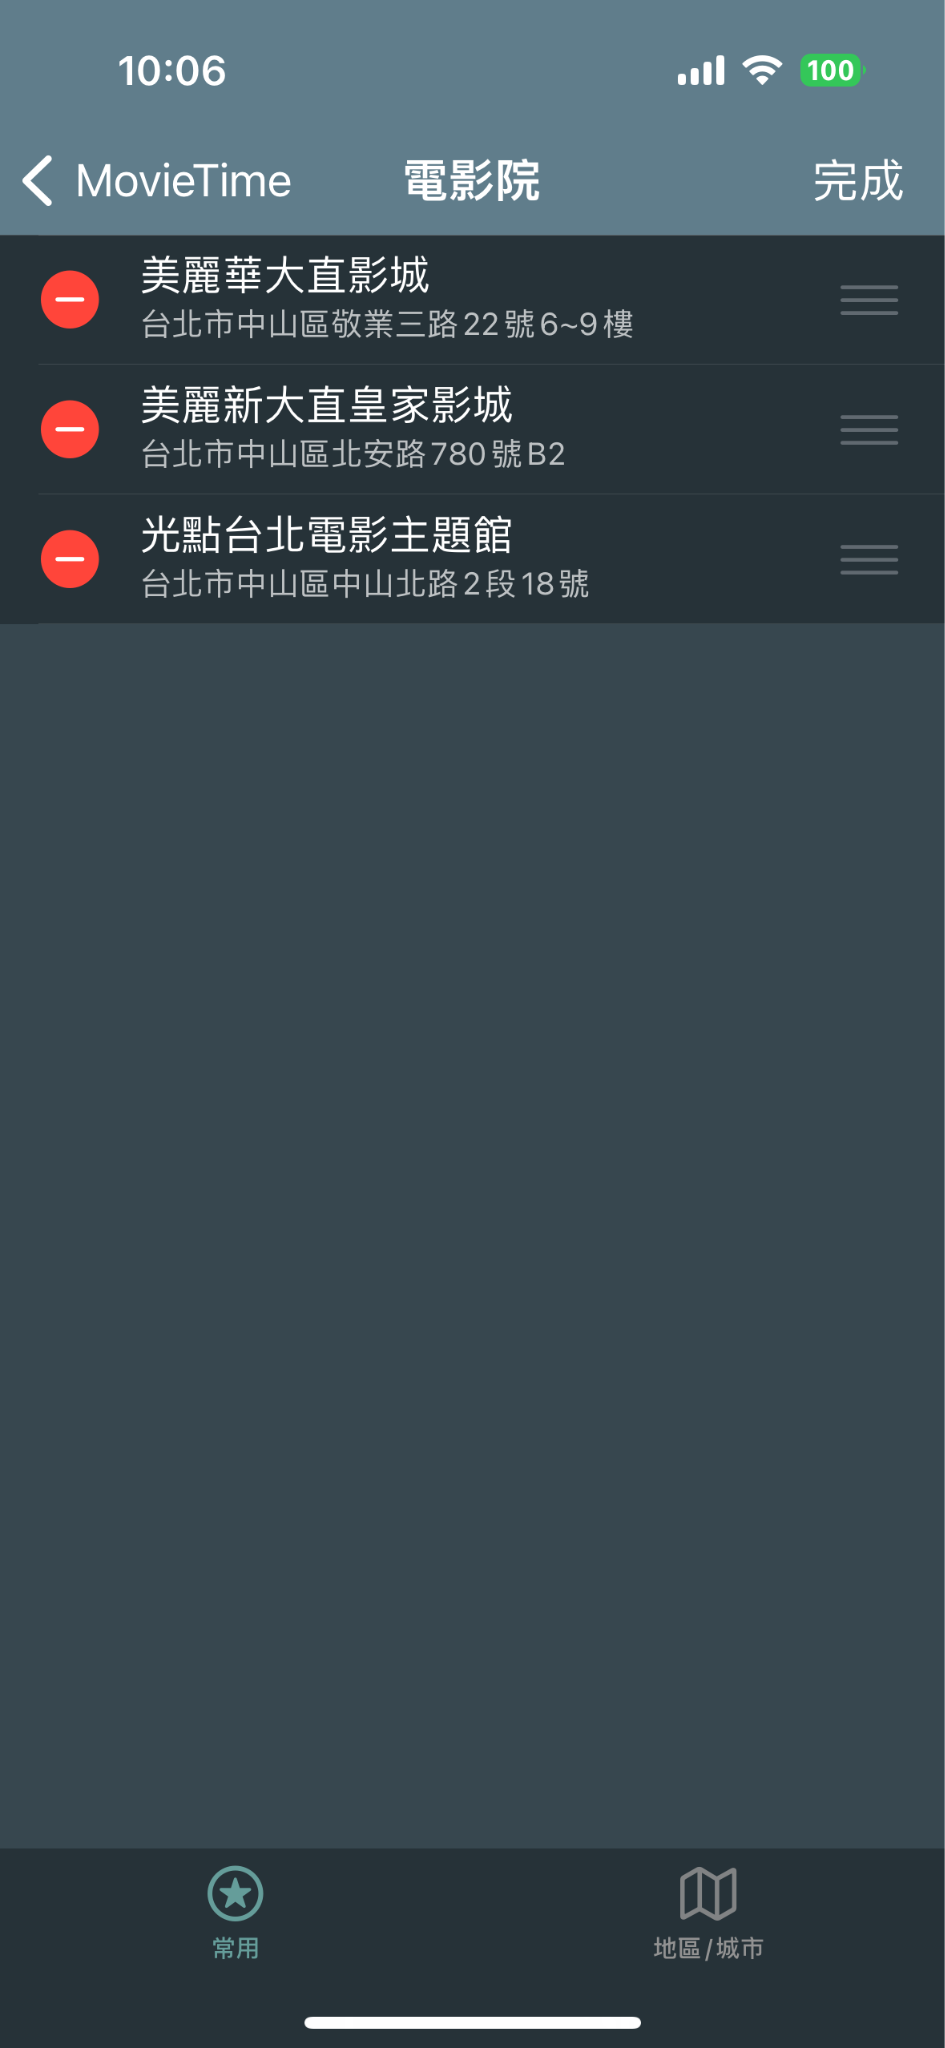 10:06
100
MovieTime
電影院
完成
美麗華大直影城
台北市中山區敬業三路22號6~9樓
美麗新大直皇家影城
台北市中山區北安路780號B2
光點台北電影主題館
台北市中山區中山北路2段18號
常用
地區/城市